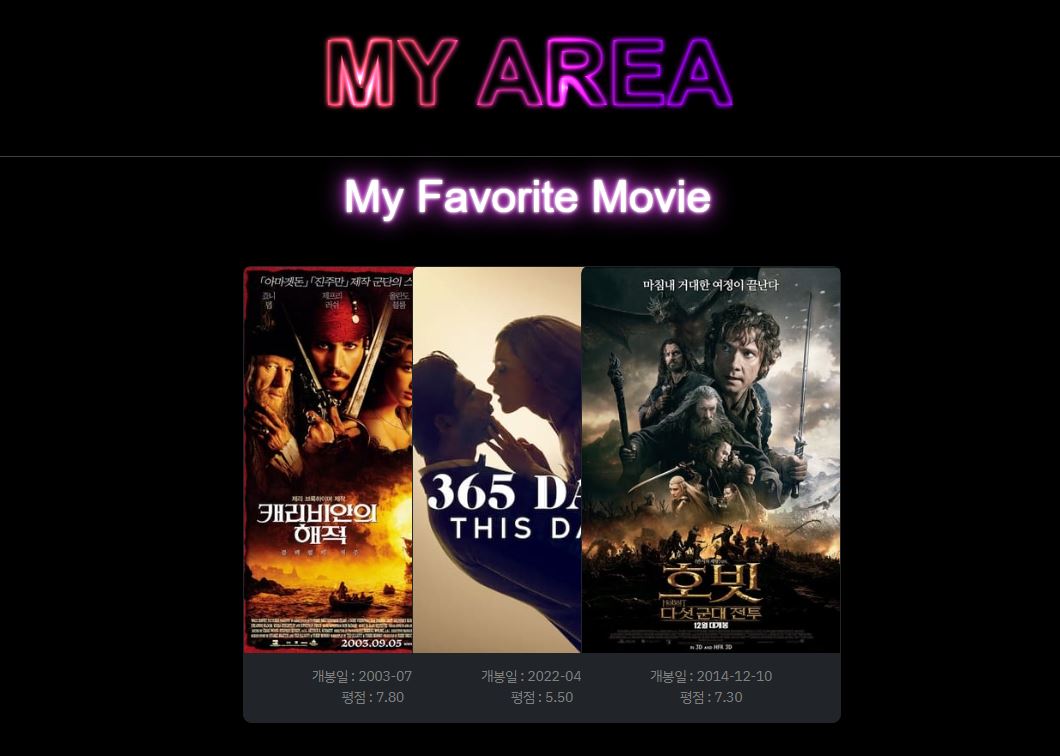 MY AREA
My Favorite Movie
「아마겟돈」「진주만」 제작 군단의 스
죠니 뎁
제프리 러쉬
올란도 블룸
제리 브룩하이머 제작
캐리비안의
해적
2003.09.05
365 DA
THIS DA
마침내 거대한 여정이 끝난다
호빗
다섯 군대 전투
12월 대개봉
IN 3D AND HFR 3D
개봉일 : 2003-07
평점 : 7.80
개봉일 : 2022-04
평점 : 5.50
개봉일 : 2014-12-10
평점 : 7.30